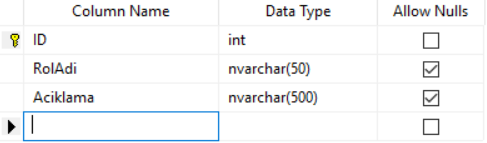 Column Name Data Type Allow Nulls
ID int
RolAdi nvarchar(50)
Aciklama nvarchar(500)